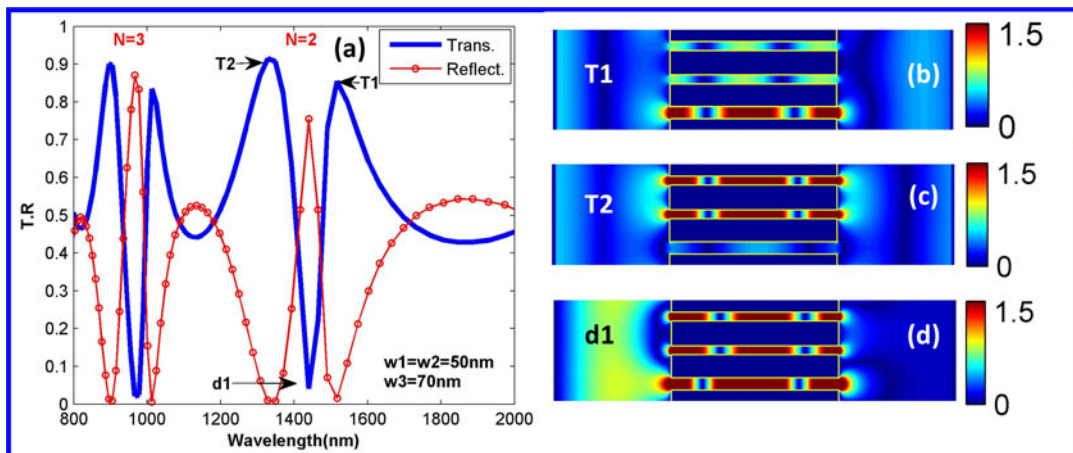 1
0.9
0.8
0.7
0.6
0.5
0.4
0.3
0.2
0.1
0
T.R
800 1000 1200 1400 1600 1800 2000
Wavelength(nm)
N=3
N=2
(a)
Trans.
Reflect.
T2
T1
d1
w1=w2=50nm
w3=70nm
T1
(b)
1.5
0
T2
(c)
1.5
0
d1
(d)
1.5
0